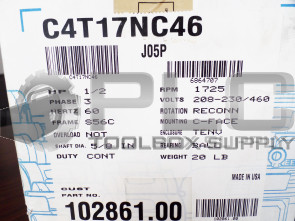 C4T17NC46
J05P
C4T17NC46
6064707
HP 1/2
RPM 1725
PHASE 3
VOLTS 208-230/460
HERTZ 60
ROTATION RECONN
FRAME S56C
MOUNTING C-FACE
OVERLOAD NOT
ENCLOSURE TENV
SHAFT DIA. 5/8 IN
BEARING BALL
DUTY CONT
WEIGHT 20 LB
CUST
PART NO.
102861.00